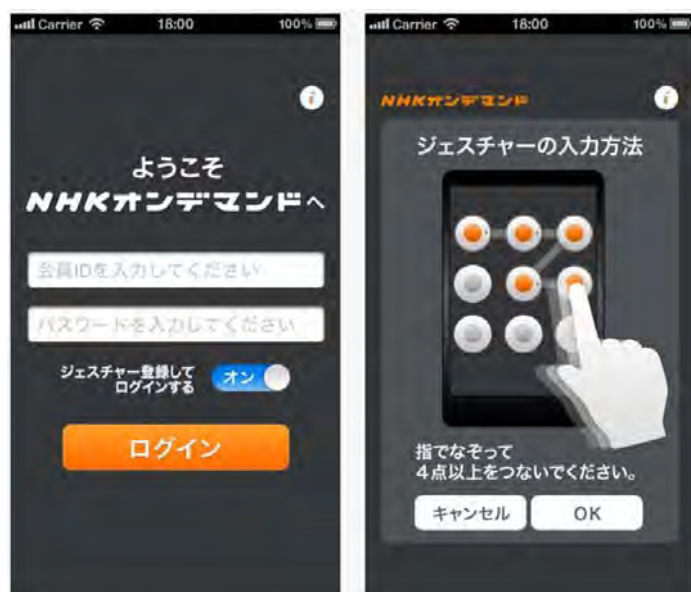 Carrier 18:00 100%
ようこそ
NHKオンデマンドへ
会員IDを入力してください
パスワードを入力してください
ジェスチャー登録して
ログインする
オン
ログイン
Carrier 18:00 100%
NHKオンデマンド
ジェスチャーの入力方法
指でなぞって
4点以上をつないでください。
キャンセル OK